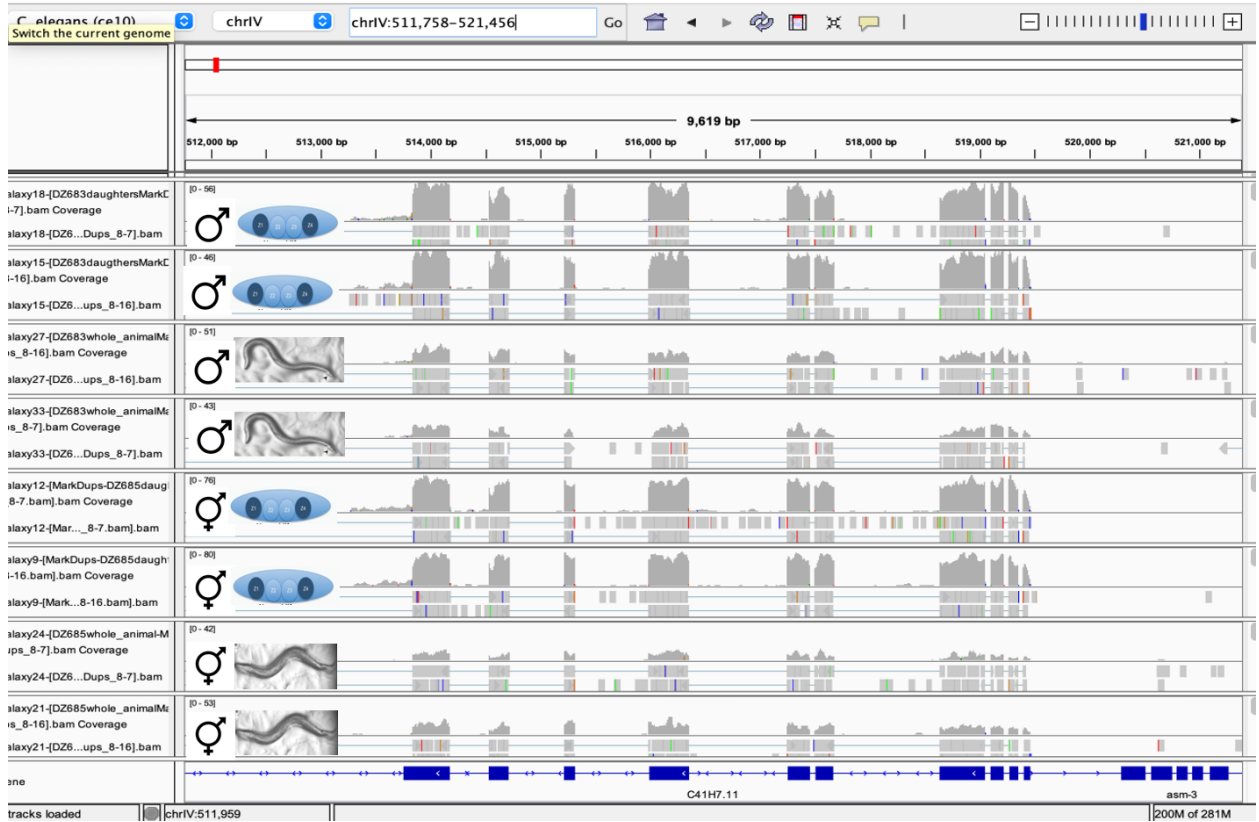 C. elegans (ce10) chrIV chrIV:511,758-521,456 Go
Switch the current genome
9,619 bp
512,000 bp 513,000 bp 514,000 bp 515,000 bp 516,000 bp 517,000 bp 518,000 bp 519,000 bp 520,000 bp 521,000 bp
alaxy18-[DZ683daughtersMarkD [0 - 56]
-7].bam Coverage
alaxy18-[DZ6...Dups_8-7].bam
alaxy15-[DZ683daugthersMarkD [0 - 46]
-16].bam Coverage
alaxy15-[DZ6...ups_8-16].bam
alaxy27-[DZ683whole_animalMa [0 - 51]
s_8-16].bam Coverage
alaxy27-[DZ6...ups_8-16].bam
alaxy33-[DZ683whole_animalMa [0 - 43]
s_8-7].bam Coverage
alaxy33-[DZ6...Dups_8-7].bam
alaxy12-[MarkDups-DZ685daug [0 - 76]
_8-7.bam].bam Coverage
alaxy12-[Mar..._8-7.bam].bam
alaxy9-[MarkDups-DZ685daugh [0 - 80]
-16.bam].bam Coverage
alaxy9-[Mark...8-16.bam].bam
alaxy24-[DZ685whole_animal-M [0 - 42]
ups_8-7].bam Coverage
alaxy24-[DZ6...Dups_8-7].bam
alaxy21-[DZ685whole_animalMa [0 - 53]
s_8-16].bam Coverage
alaxy21-[DZ6...ups_8-16].bam
ene
C41H7.11 asm-3
tracks loaded chrIV:511,959 200M of 281M